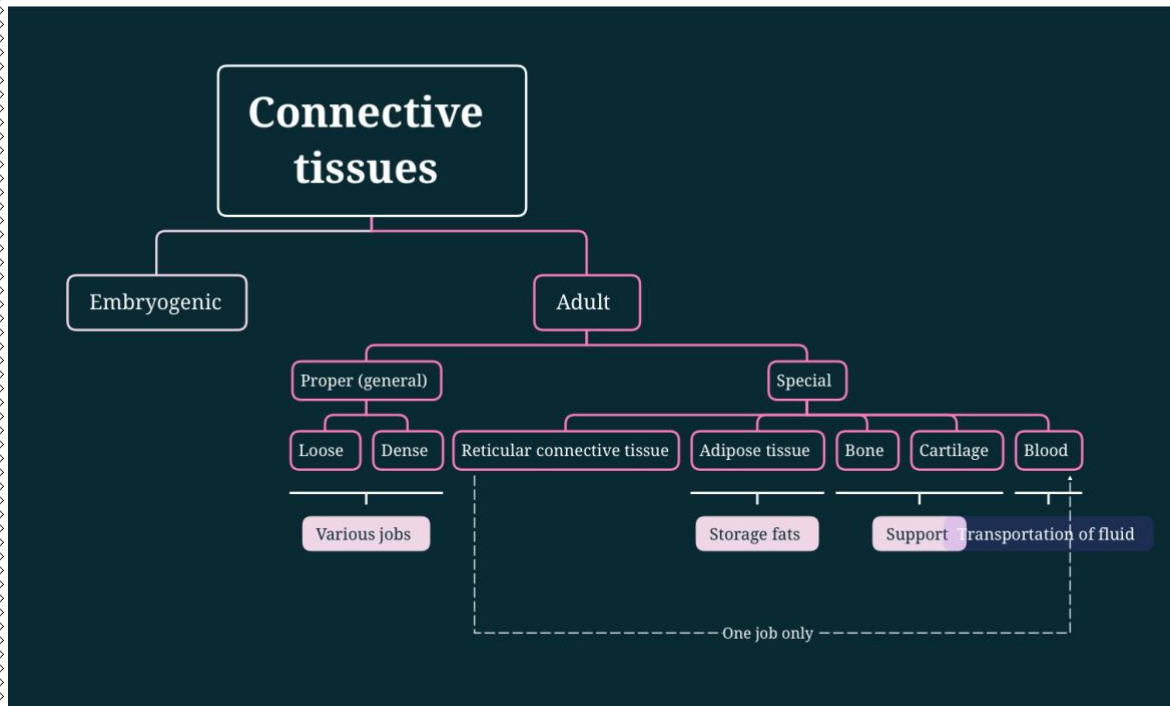 Connective
tissues
Embryogenic
Adult
Proper (general)
Special
Loose
Dense
Reticular connective tissue
Adipose tissue
Bone
Cartilage
Blood
Various jobs
Storage fats
Support
Transportation of fluid
One job only